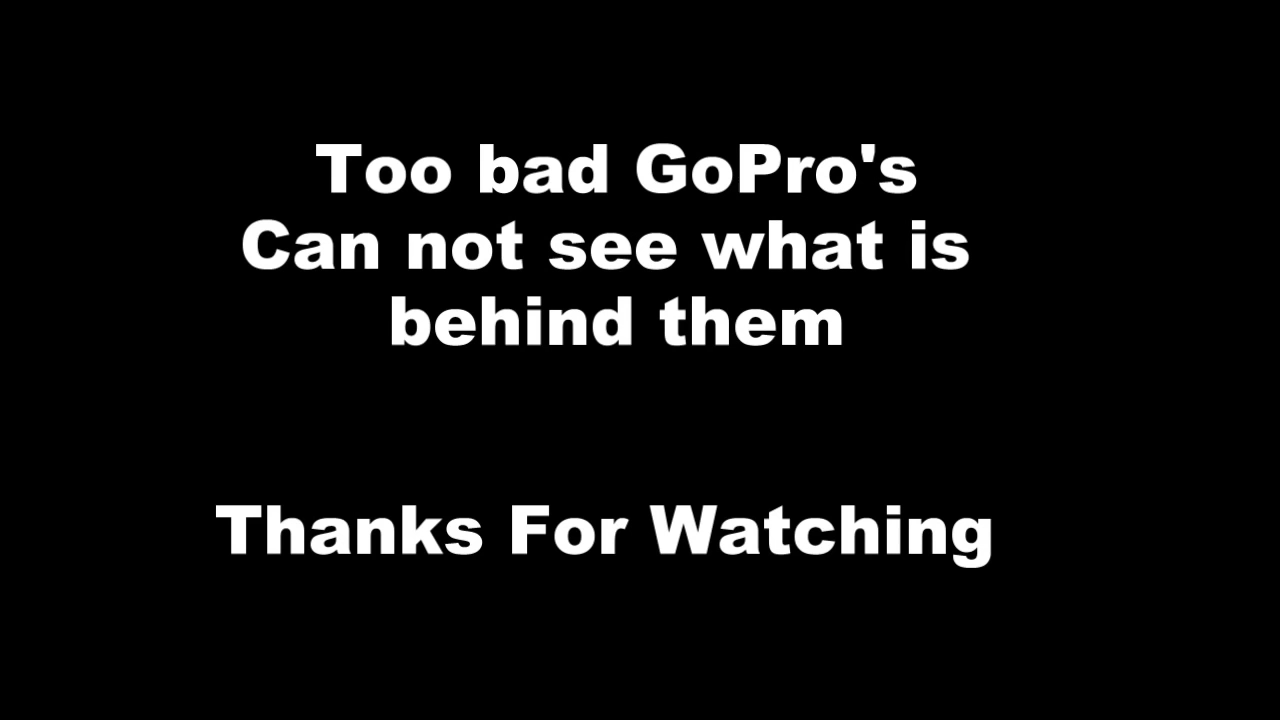 Too bad GoPro's
Can not see what is
behind them
Thanks For Watching